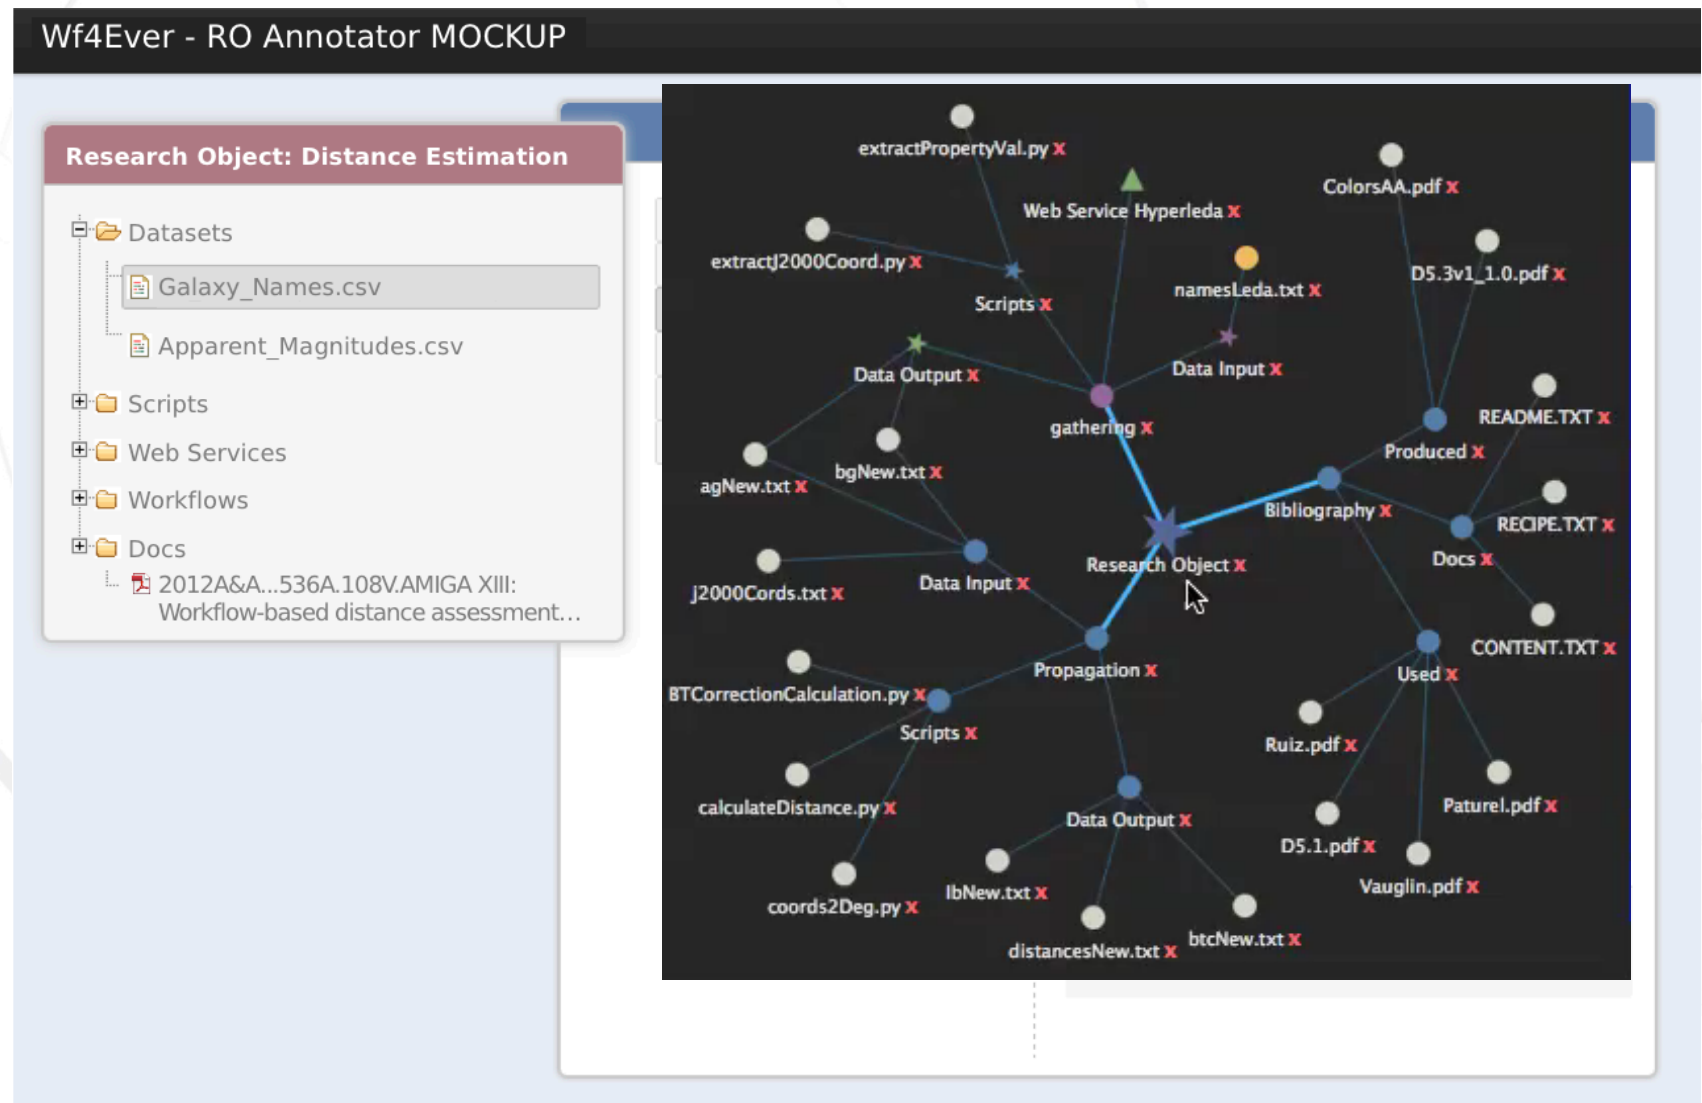 Wf4Ever - RO Annotator MOCKUP
Research Object: Distance Estimation
Datasets
Galaxy_Names.csv
Apparent_Magnitudes.csv
Scripts
Web Services
Workflows
Docs
2012A&A...536A.108V.AMIGA XIII:
Workflow-based distance assessment...
extractPropertyVal.py x
ColorsAA.pdf x
Web Service Hyperleda x
extractJ2000Coord.py x
D5.3v1_1.0.pdf x
namesLeda.txt x
Scripts x
Data Input x
Data Output x
README.TXT x
gathering x
Produced x
bgNew.txt x
agNew.txt x
Bibliography x
RECIPE.TXT x
Docs x
Research Object x
Data Input x
J2000Cords.txt x
CONTENT.TXT x
Propagation x
Used x
BTCorrectionCalculation.py x
Scripts x
Ruiz.pdf x
calculateDistance.py x
Paturel.pdf x
Data Output x
D5.1.pdf x
Vauglin.pdf x
lbNew.txt x
coords2Deg.py x
btcNew.txt x
distancesNew.txt x